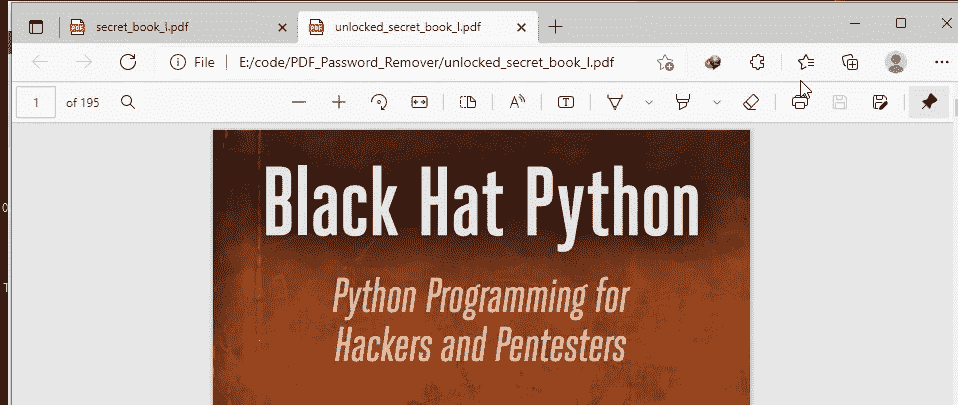 secret_book_l.pdf
unlocked_secret_book_l.pdf
File
E:/code/PDF_Password_Remover/unlocked_secret_book_l.pdf
1 of 195
Black Hat Python
Python Programming for
Hackers and Pentesters